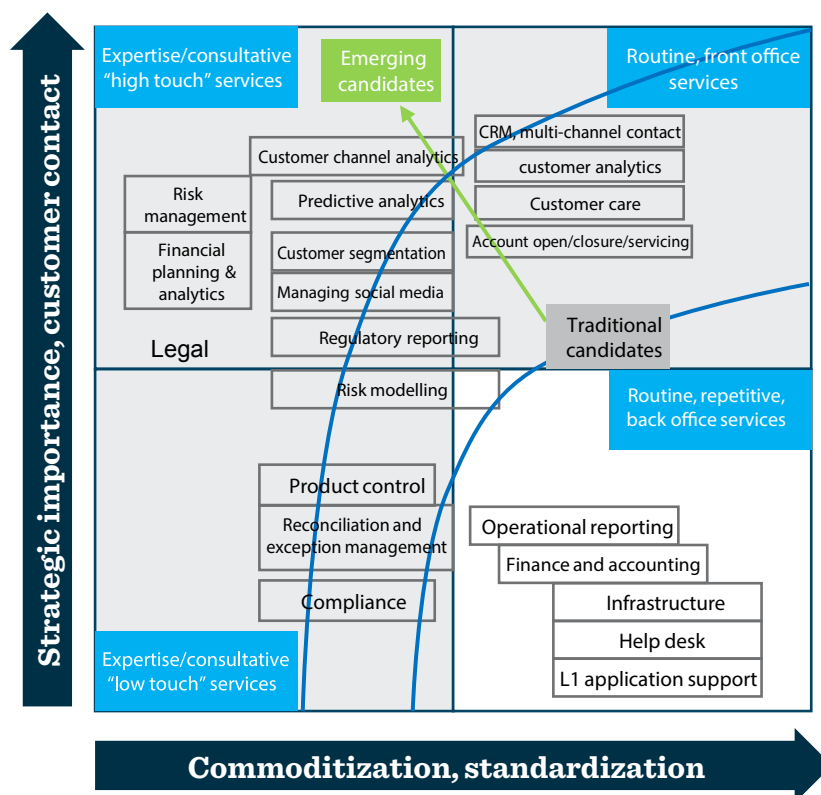 Strategic importance, customer contact
Expertise/consultative
“high touch” services
Emerging
candidates
Routine, front office
services
Customer channel analytics
Risk
management
Predictive analytics
Financial
planning &
analytics
Customer segmentation
Managing social media
Legal
Regulatory reporting
CRM, multi-channel contact
customer analytics
Customer care
Account open/closure/servicing
Traditional
candidates
Risk modelling
Product control
Reconciliation and
exception management
Compliance
Expertise/consultative
“low touch” services
Routine, repetitive,
back office services
Operational reporting
Finance and accounting
Infrastructure
Help desk
L1 application support
Commoditization, standardization